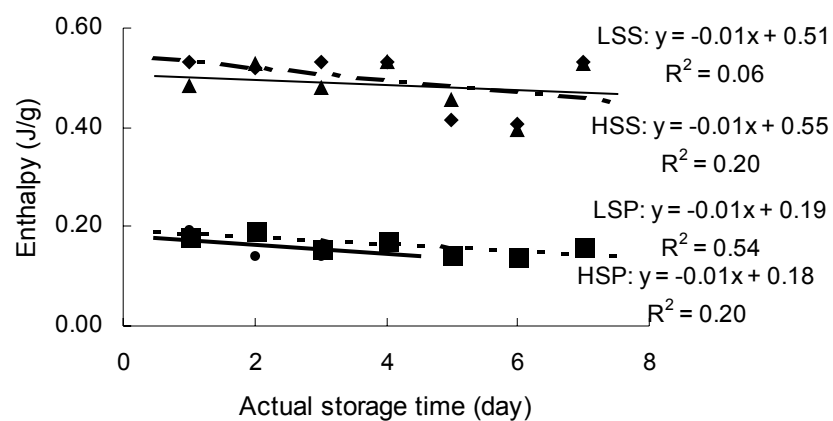 0.60
0.40
0.20
0.00
Enthalpy (J/g)
0 2 4 6 8
Actual storage time (day)
LSS: y = -0.01x + 0.51
R² = 0.06
HSS: y = -0.01x + 0.55
R² = 0.20
LSP: y = -0.01x + 0.19
R² = 0.54
HSP: y = -0.01x + 0.18
R² = 0.20